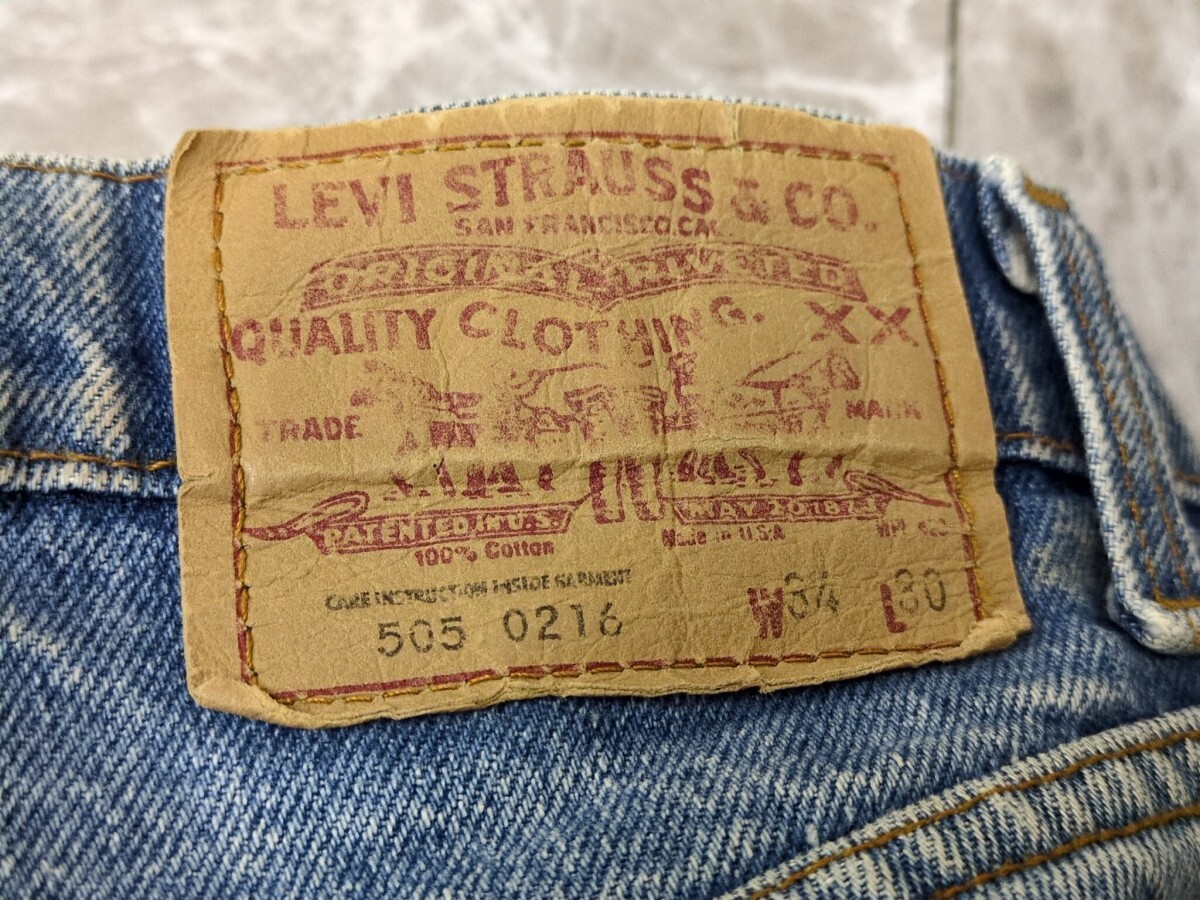 LEVI STRAUSS & CO.
SAN FRANCISCO, CAL
ORIGINAL RIVETED
QUALITY CLOTHING. XX
TRADE MARK
PATENTED IN U.S. MAY 20 1873
100% Cotton Made in U.S.A
CARE INSTRUCTION INSIDE GARMENT
505 0216 W34 L30